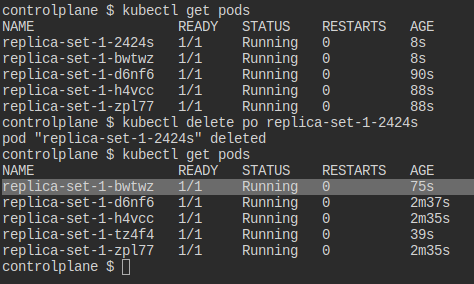 controlplane $ kubectl get pods
NAME                  READY   STATUS    RESTARTS   AGE
replica-set-1-2424s   1/1     Running   0          8s
replica-set-1-bwtwz   1/1     Running   0          8s
replica-set-1-d6nf6   1/1     Running   0          90s
replica-set-1-h4vcc   1/1     Running   0          88s
replica-set-1-zpl77   1/1     Running   0          88s
controlplane $ kubectl delete po replica-set-1-2424s
pod "replica-set-1-2424s" deleted
controlplane $ kubectl get pods
NAME                  READY   STATUS    RESTARTS   AGE
replica-set-1-bwtwz   1/1     Running   0          75s
replica-set-1-d6nf6   1/1     Running   0          2m37s
replica-set-1-h4vcc   1/1     Running   0          2m35s
replica-set-1-tz4f4   1/1     Running   0          39s
replica-set-1-zpl77   1/1     Running   0          2m35s
controlplane $